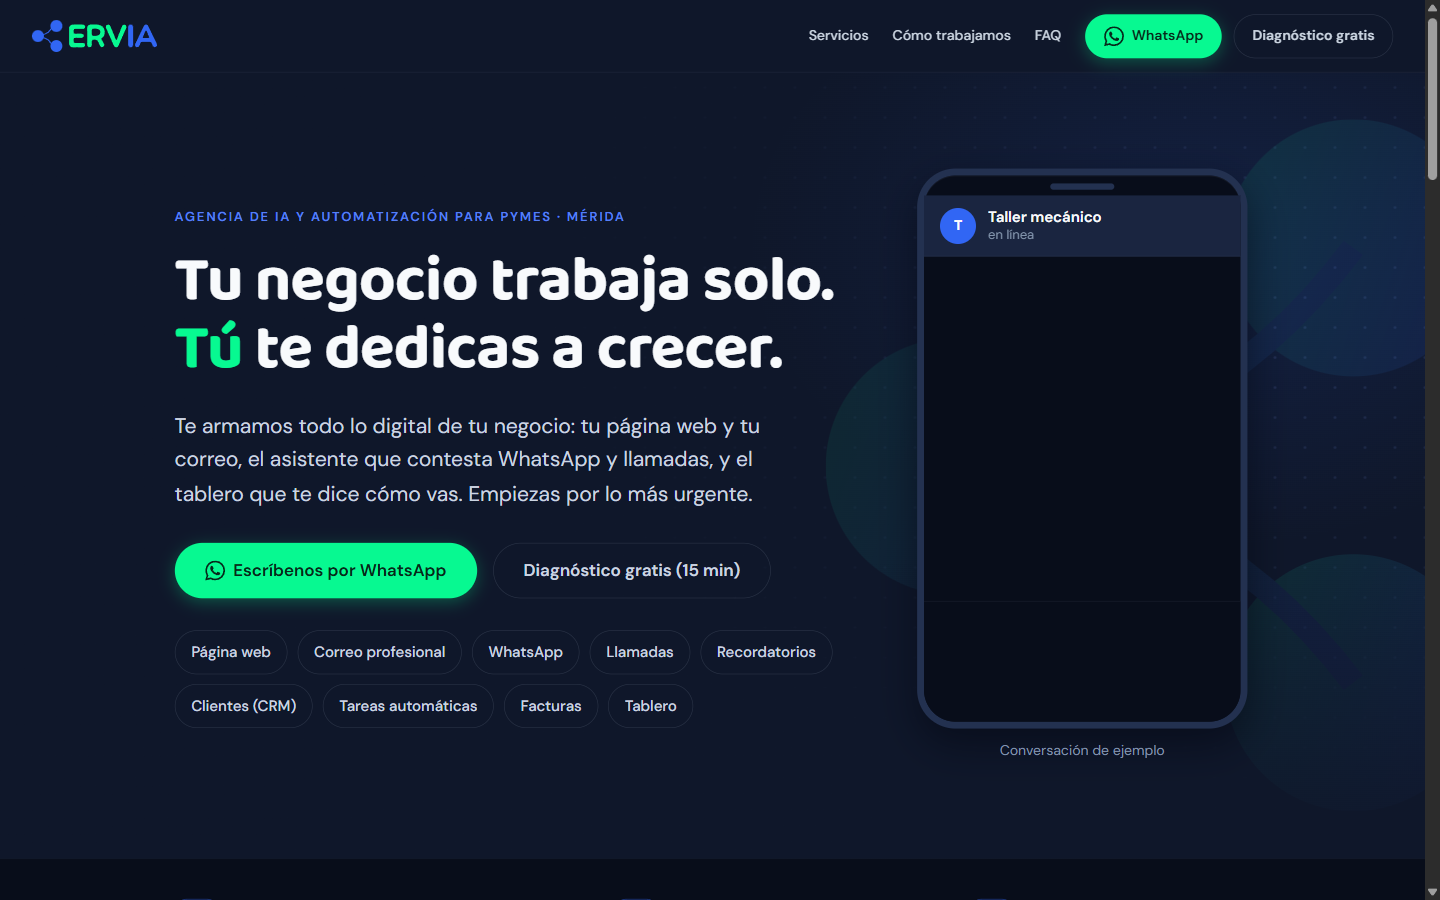 ERVIA
Servicios
Cómo trabajamos
FAQ
WhatsApp
Diagnóstico gratis
AGENCIA DE IA Y AUTOMATIZACIÓN PARA PYMES · MÉRIDA
Tu negocio trabaja solo.
Tú te dedicas a crecer.
Te armamos todo lo digital de tu negocio: tu página web y tu
correo, el asistente que contesta WhatsApp y llamadas, y el
tablero que te dice cómo vas. Empiezas por lo más urgente.
Escríbenos por WhatsApp
Diagnóstico gratis (15 min)
Página web
Correo profesional
WhatsApp
Llamadas
Recordatorios
Clientes (CRM)
Tareas automáticas
Facturas
Tablero
T
Taller mecánico
en línea
Conversación de ejemplo